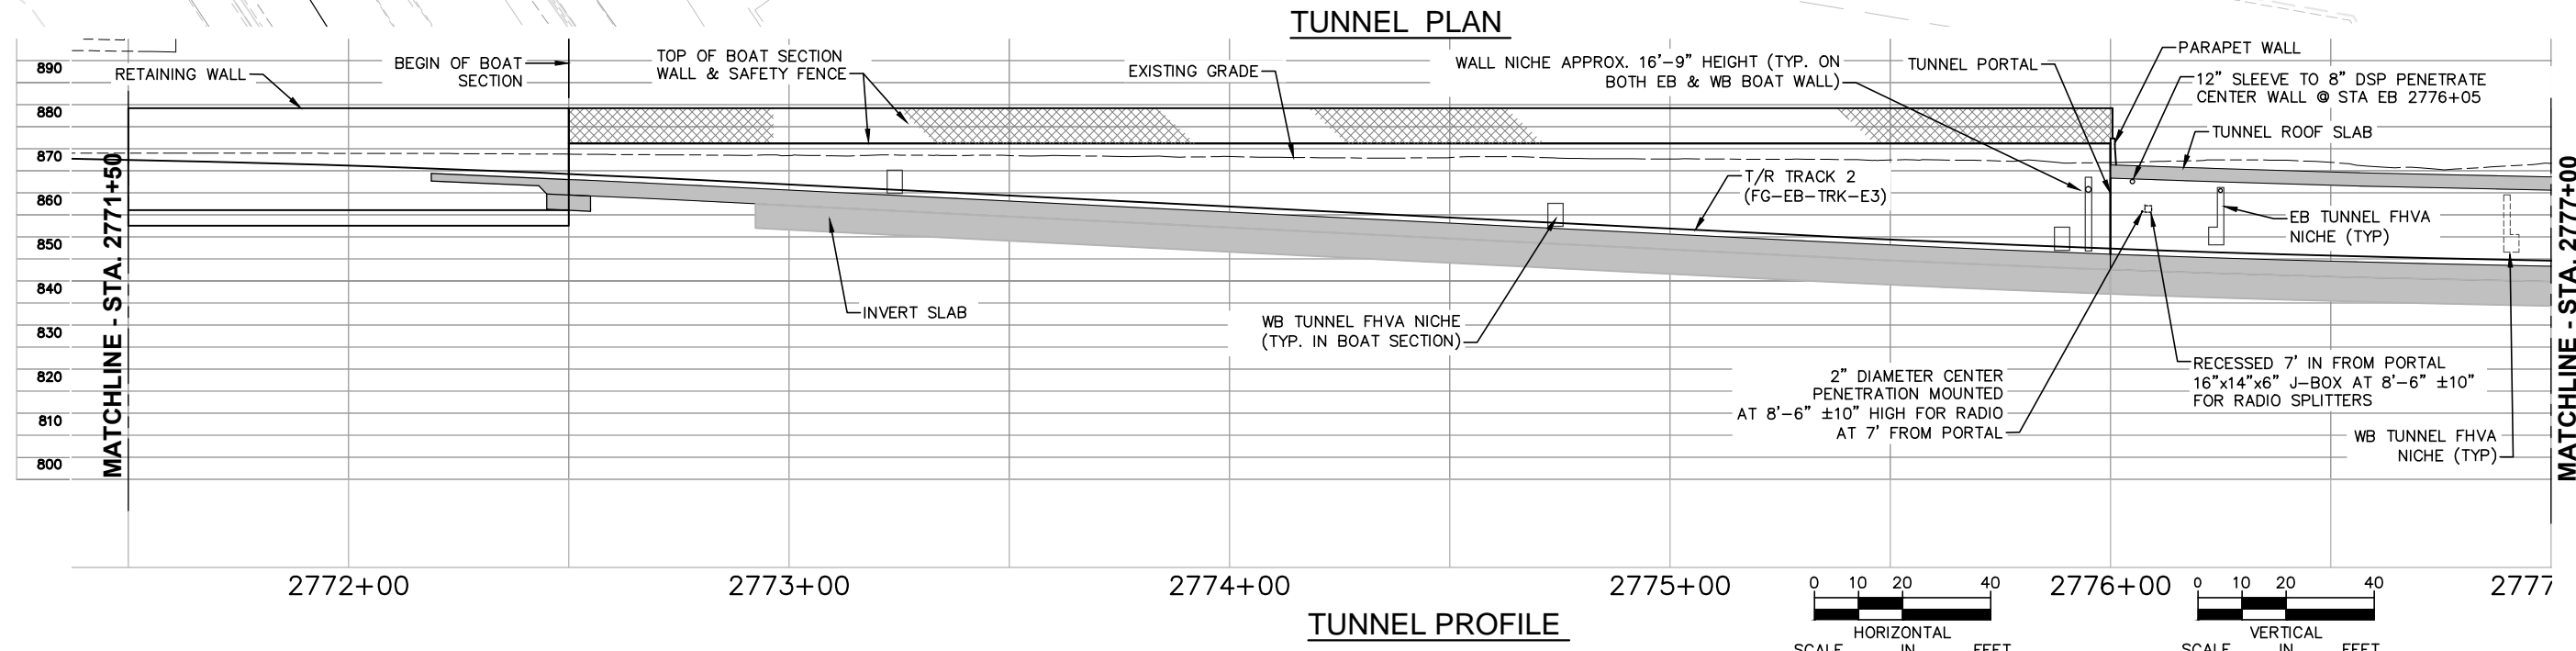 TUNNEL PLAN
890
880
870
860
850
840
830
820
810
800
MATCHLINE - STA. 2771+50
RETAINING WALL
BEGIN OF BOAT
SECTION
TOP OF BOAT SECTION
WALL & SAFETY FENCE
EXISTING GRADE
WALL NICHE APPROX. 16'-9" HEIGHT (TYP. ON
BOTH EB & WB BOAT WALL)
TUNNEL PORTAL
PARAPET WALL
12" SLEEVE TO 8" DSP PENETRATE
CENTER WALL @ STA EB 2776+05
TUNNEL ROOF SLAB
T/R TRACK 2
(FG-EB-TRK-E3)
EB TUNNEL FHVA
NICHE (TYP)
INVERT SLAB
WB TUNNEL FHVA NICHE
(TYP. IN BOAT SECTION)
2" DIAMETER CENTER
PENETRATION MOUNTED
AT 8'-6" ±10" HIGH FOR RADIO
AT 7' FROM PORTAL
RECESSED 7' IN FROM PORTAL
16"x14"x6" J-BOX AT 8'-6" ±10"
FOR RADIO SPLITTERS
WB TUNNEL FHVA
NICHE (TYP)
MATCHLINE - STA. 2777+00
2772+00
2773+00
2774+00
2775+00
2776+00
2777
TUNNEL PROFILE
0 10 20 40
HORIZONTAL
SCALE IN FEET
0 10 20 40
VERTICAL
SCALE IN FEET